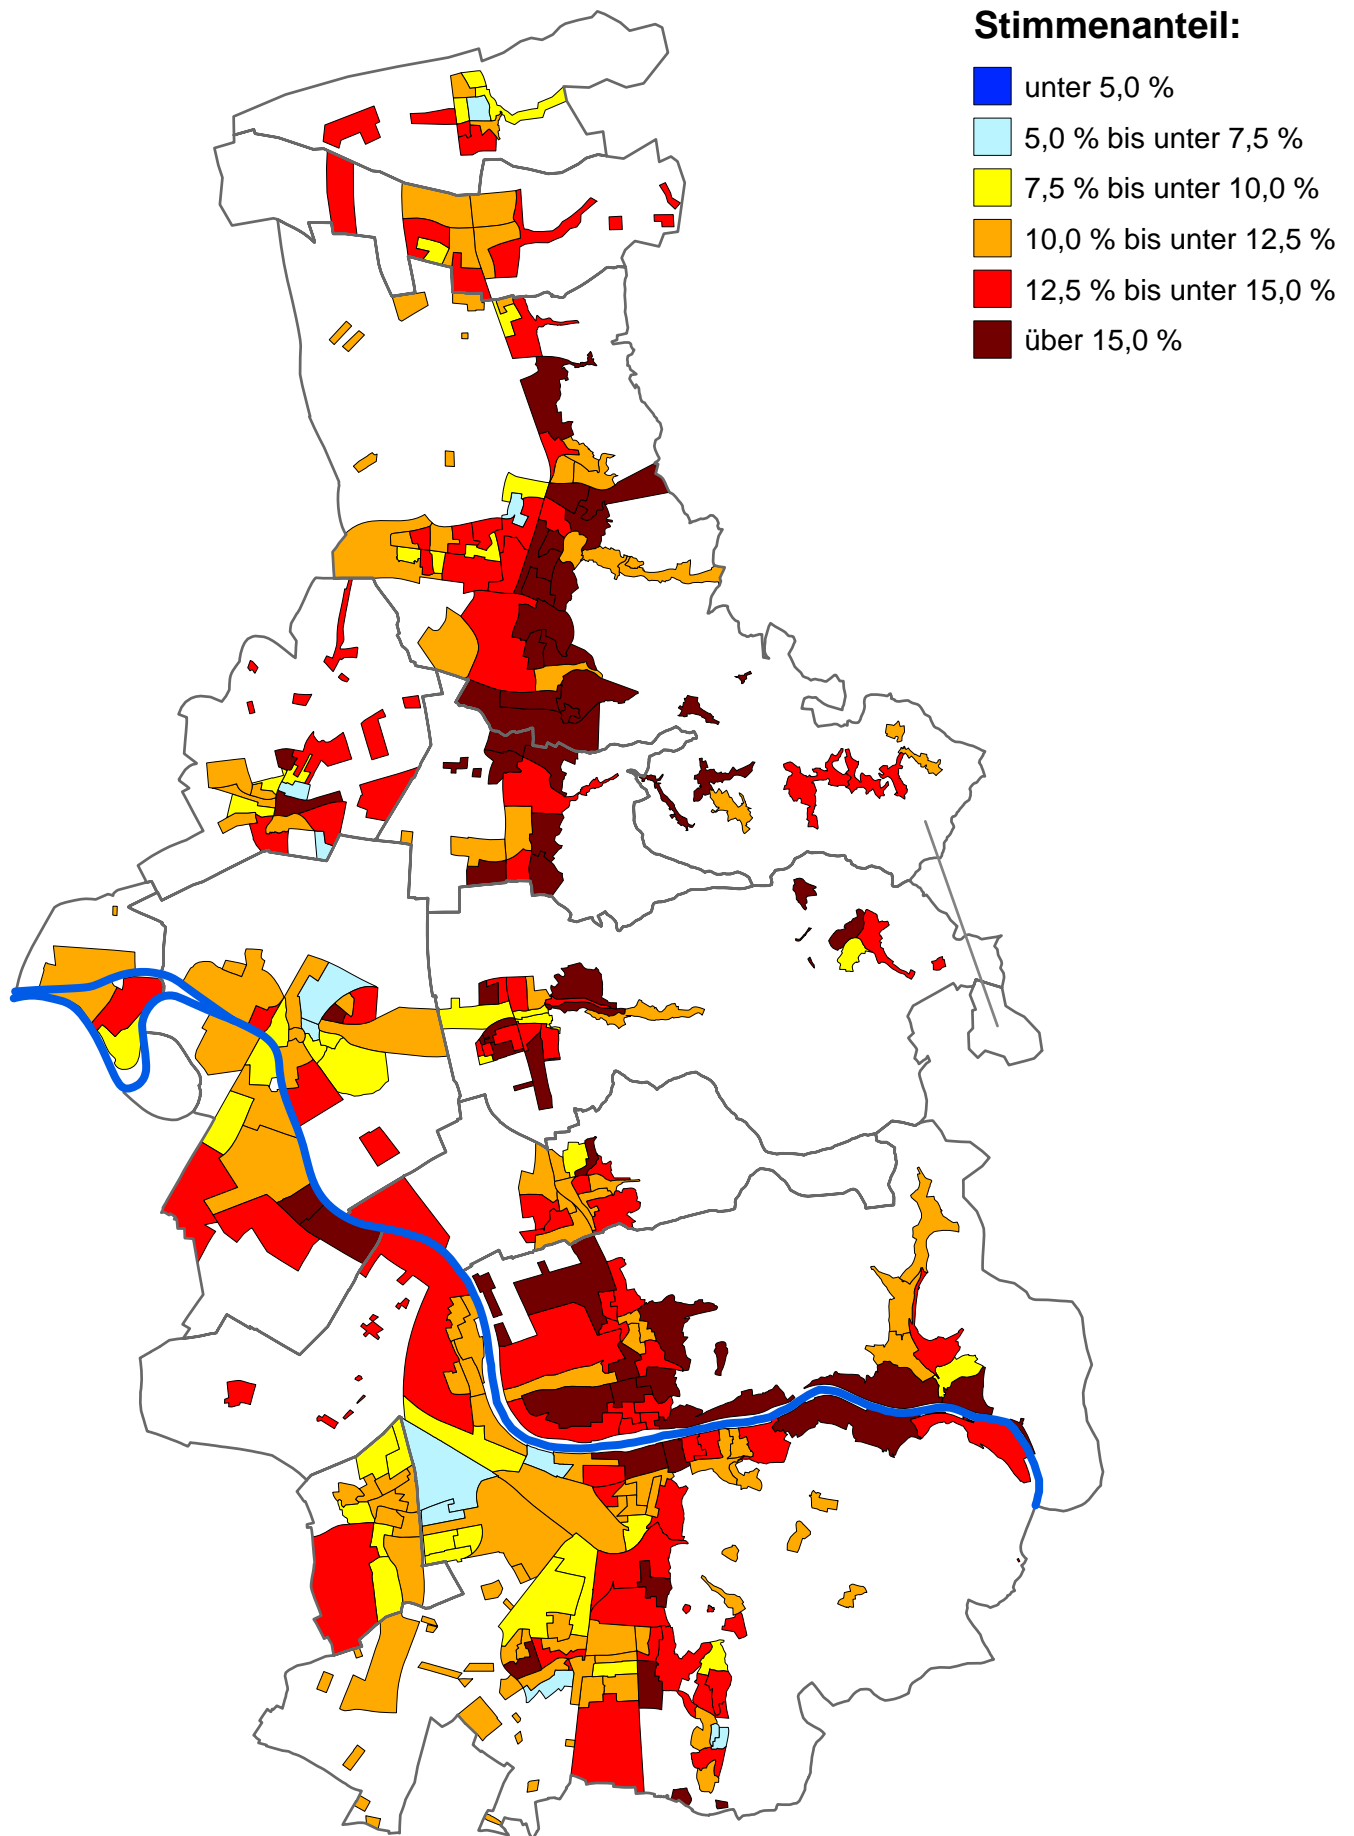 Stimmenanteil:
unter 5,0 %
5,0 % bis unter 7,5 %
7,5 % bis unter 10,0 %
10,0 % bis unter 12,5 %
12,5 % bis unter 15,0 %
über 15,0 %